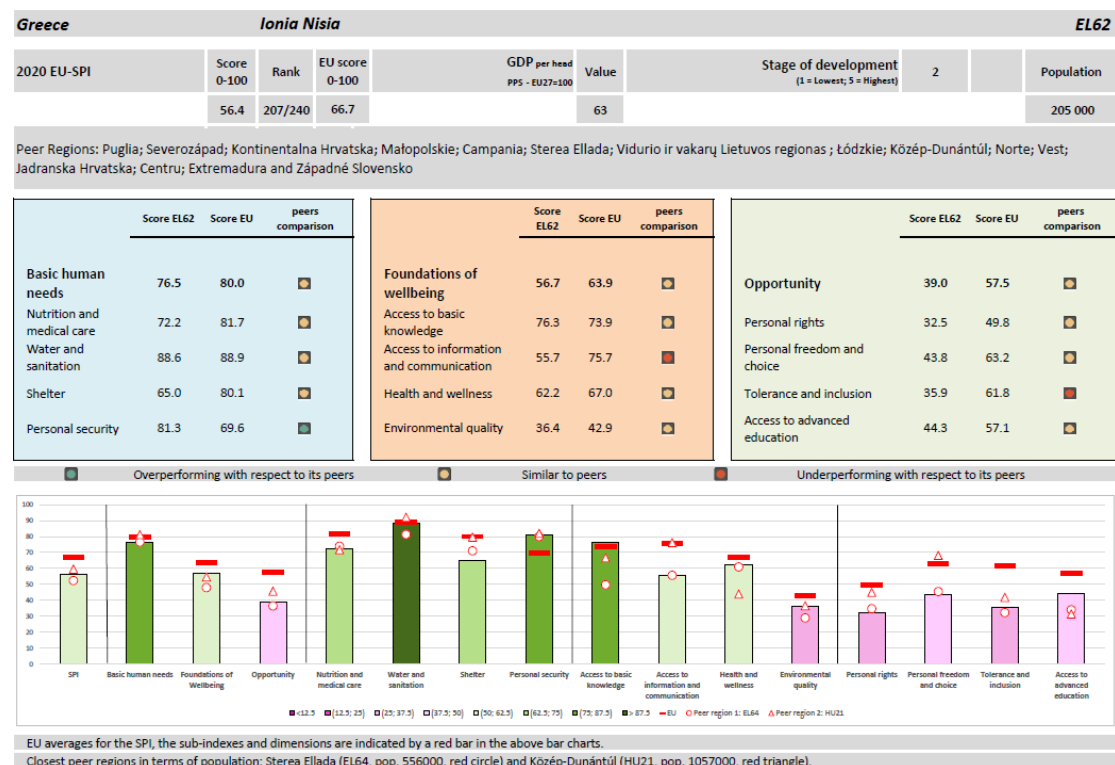 Greece Ionia Nisia EL62
2020 EU-SPI Score 0-100 Rank EU score 0-100 GDP per head PPS - EU27=100 Value Stage of development (1 = Lowest; 5 = Highest) 2 Population
56.4 207/240 66.7 63 205 000
Peer Regions: Puglia; Severozápad; Kontinentalna Hrvatska; Małopolskie; Campania; Sterea Ellada; Vidurio ir vakarų Lietuvos regionas ; Łódzkie; Közép-Dunántúl; Norte; Vest;
Jadranska Hrvatska; Centru; Extremadura and Západné Slovensko
Score EL62 Score EU peers comparison
Basic human needs 76.5 80.0
Nutrition and medical care 72.2 81.7
Water and sanitation 88.6 88.9
Shelter 65.0 80.1
Personal security 81.3 69.6
Score EL62 Score EU peers comparison
Foundations of wellbeing 56.7 63.9
Access to basic knowledge 76.3 73.9
Access to information and communication 55.7 75.7
Health and wellness 62.2 67.0
Environmental quality 36.4 42.9
Score EL62 Score EU peers comparison
Opportunity 39.0 57.5
Personal rights 32.5 49.8
Personal freedom and choice 43.8 63.2
Tolerance and inclusion 35.9 61.8
Access to advanced education 44.3 57.1
Overperforming with respect to its peers Similar to peers Underperforming with respect to its peers
100
90
80
70
60
50
40
30
20
10
0
SPI Basic human needs Foundations of Wellbeing Opportunity Nutrition and medical care Water and sanitation Shelter Personal security Access to basic knowledge Access to information and communication Health and wellness Environmental quality Personal rights Personal freedom and choice Tolerance and inclusion Access to advanced education
<12.5 (12.5; 25) (25; 37.5) (37.5; 50) (50; 62.5) (62.5; 75) (75; 87.5) > 87.5 EU Peer region 1: EL64 Peer region 2: HU21
EU averages for the SPI, the sub-indexes and dimensions are indicated by a red bar in the above bar charts.
Closest peer regions in terms of population: Sterea Ellada (EL64, pop. 556000, red circle) and Közép-Dunántúl (HU21, pop. 1057000, red triangle).